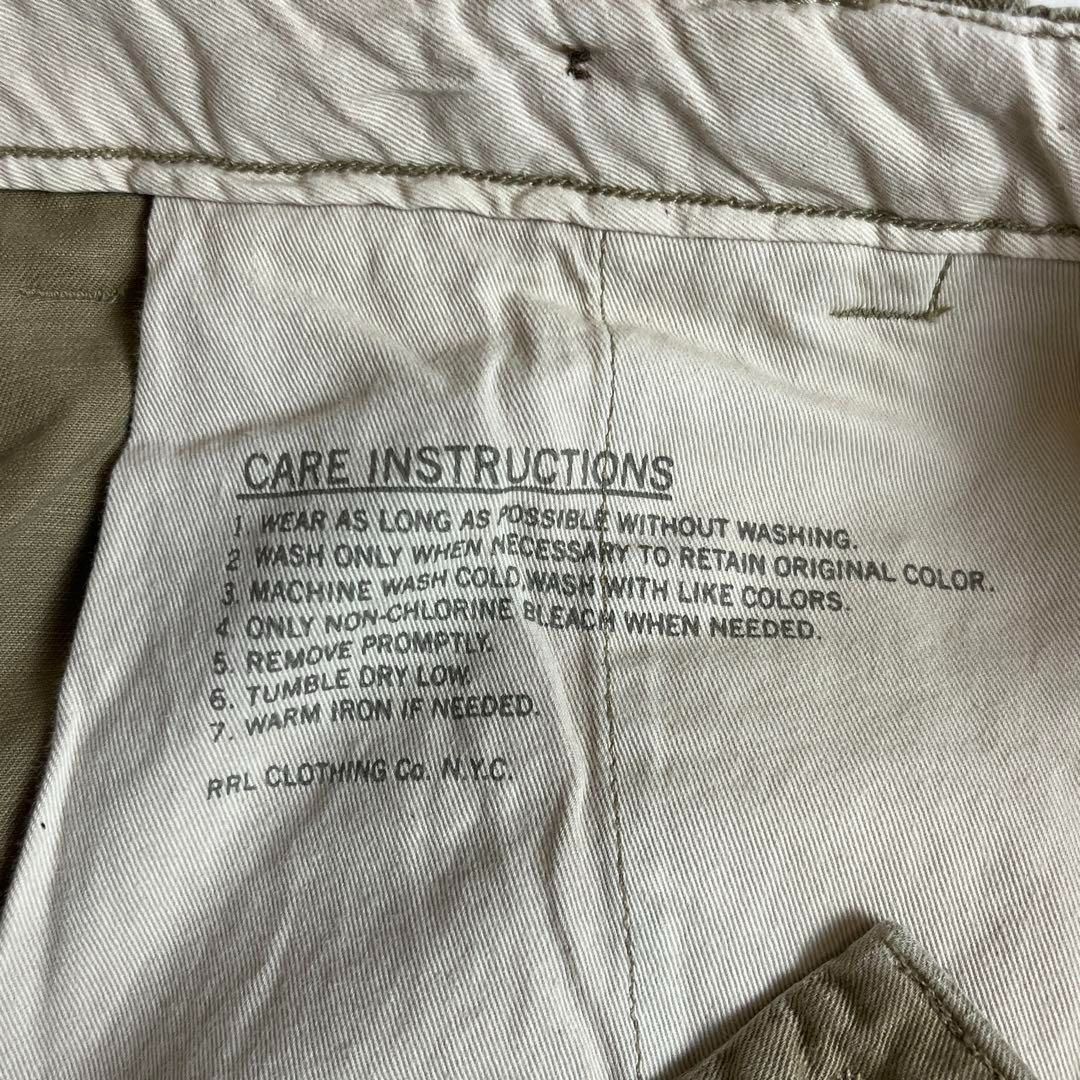 CARE INSTRUCTIONS
1 WEAR AS LONG AS POSSIBLE WITHOUT WASHING.
2 WASH ONLY WHEN NECESSARY TO RETAIN ORIGINAL COLOR.
3. MACHINE WASH COLD. WASH WITH LIKE COLORS.
4 ONLY NON-CHLORINE BLEACH WHEN NEEDED.
5. REMOVE PROMPTLY.
6. TUMBLE DRY LOW.
7. WARM IRON IF NEEDED.
RRL CLOTHING Co. N.Y.C.